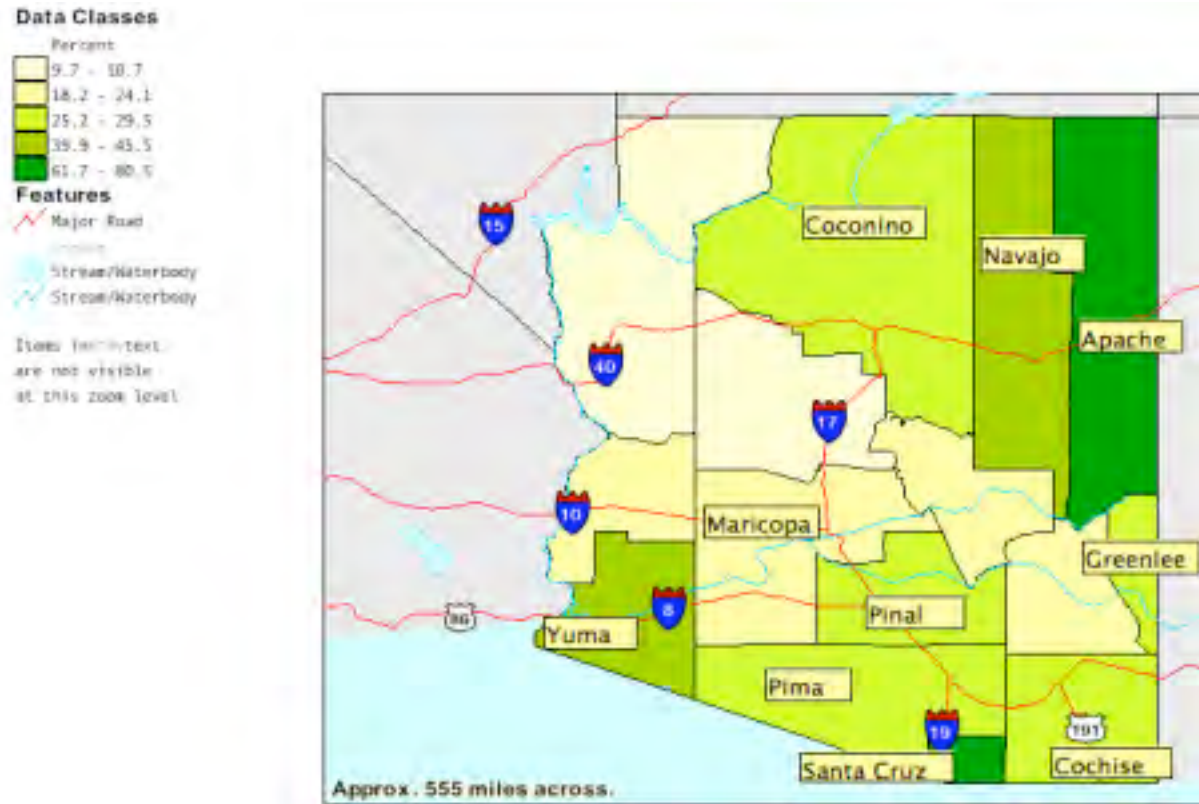 Data Classes
Percent
9.7 - 10.7
18.2 - 24.1
25.2 - 29.5
39.9 - 45.5
61.7 - 80.5
Features
Major Road
Stream/Waterbody
Stream/Waterbody
Items text
are not visible
at this zoom level
15
Coconino
Navajo
Apache
40
17
10
Maricopa
Greenlee
8
86
Yuma
Pinal
Pima
19
191
Santa Cruz
Cochise
Approx. 555 miles across.